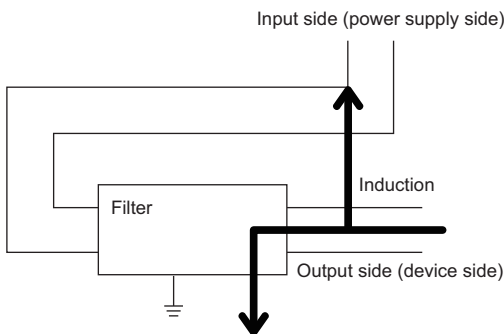 Input side (power supply side)
Induction
Filter
Output side (device side)